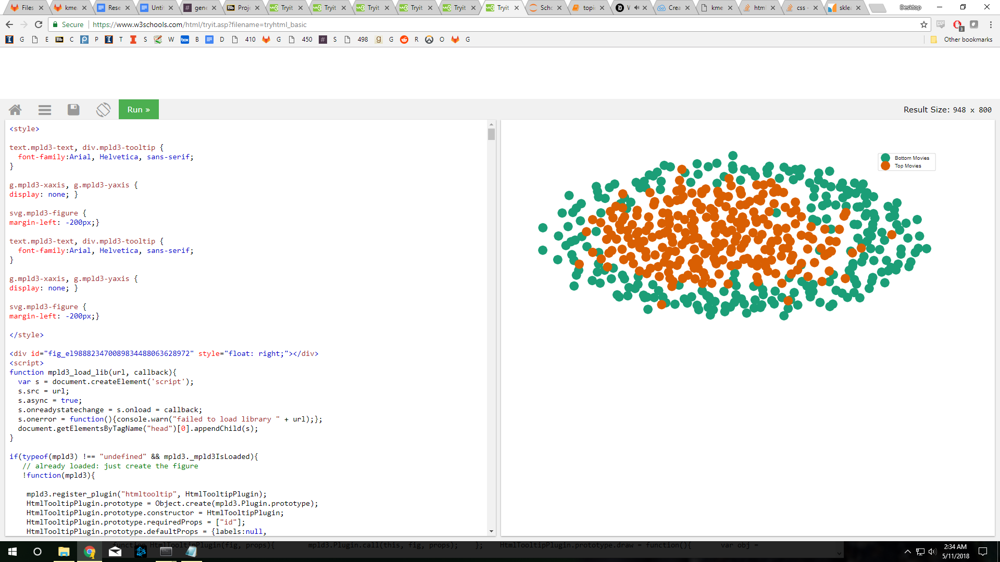 Files
kme
Rese
Unti
gene
Proj
Tryit
Tryit
Tryit
Tryit
Tryit
Tryit
Scho
topi
Crea
kme
html
css -
skle
Desktop
Secure
https://www.w3schools.com/html/tryit.asp?filename=tryhtml_basic
G E Bb C P T S W box B D 410 G 450 # S 498 g G R O G Other bookmarks
Run » Result Size: 948 x 800
<style>
text.mpld3-text, div.mpld3-tooltip {
font-family:Arial, Helvetica, sans-serif;
}
g.mpld3-xaxis, g.mpld3-yaxis {
display: none; }
svg.mpld3-figure {
margin-left: -200px;}
text.mpld3-text, div.mpld3-tooltip {
font-family:Arial, Helvetica, sans-serif;
}
g.mpld3-xaxis, g.mpld3-yaxis {
display: none; }
svg.mpld3-figure {
margin-left: -200px;}
</style>
<div id="fig_el988823470089834488063628972" style="float: right;"></div>
<script>
function mpld3_load_lib(url, callback){
var s = document.createElement('script');
s.src = url;
s.async = true;
s.onreadystatechange = s.onload = callback;
s.onerror = function(){console.warn("failed to load library " + url);};
document.getElementsByTagName("head")[0].appendChild(s);
}
if(typeof(mpld3) !== "undefined" && mpld3._mpld3IsLoaded){
// already loaded: just create the figure
!function(mpld3){
mpld3.register_plugin("htmltooltip", HtmlTooltipPlugin);
HtmlTooltipPlugin.prototype = Object.create(mpld3.Plugin.prototype);
HtmlTooltipPlugin.prototype.constructor = HtmlTooltipPlugin;
HtmlTooltipPlugin.prototype.requiredProps = ["id"];
HtmlTooltipPlugin.prototype.defaultProps = {labels:null,
Bottom Movies
Top Movies
function HtmlTooltipPlugin(fig, props){ mpld3.Plugin.call(this, fig, props); }; HtmlTooltipPlugin.prototype.draw = function(){ var obj =
2:34 AM
5/11/2018